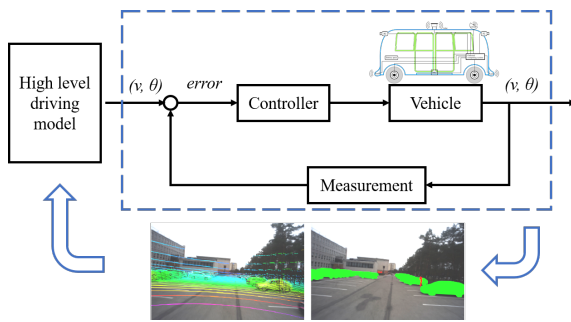 High level
driving
model
(v, θ)
error
Controller
Vehicle
(v, θ)
Measurement